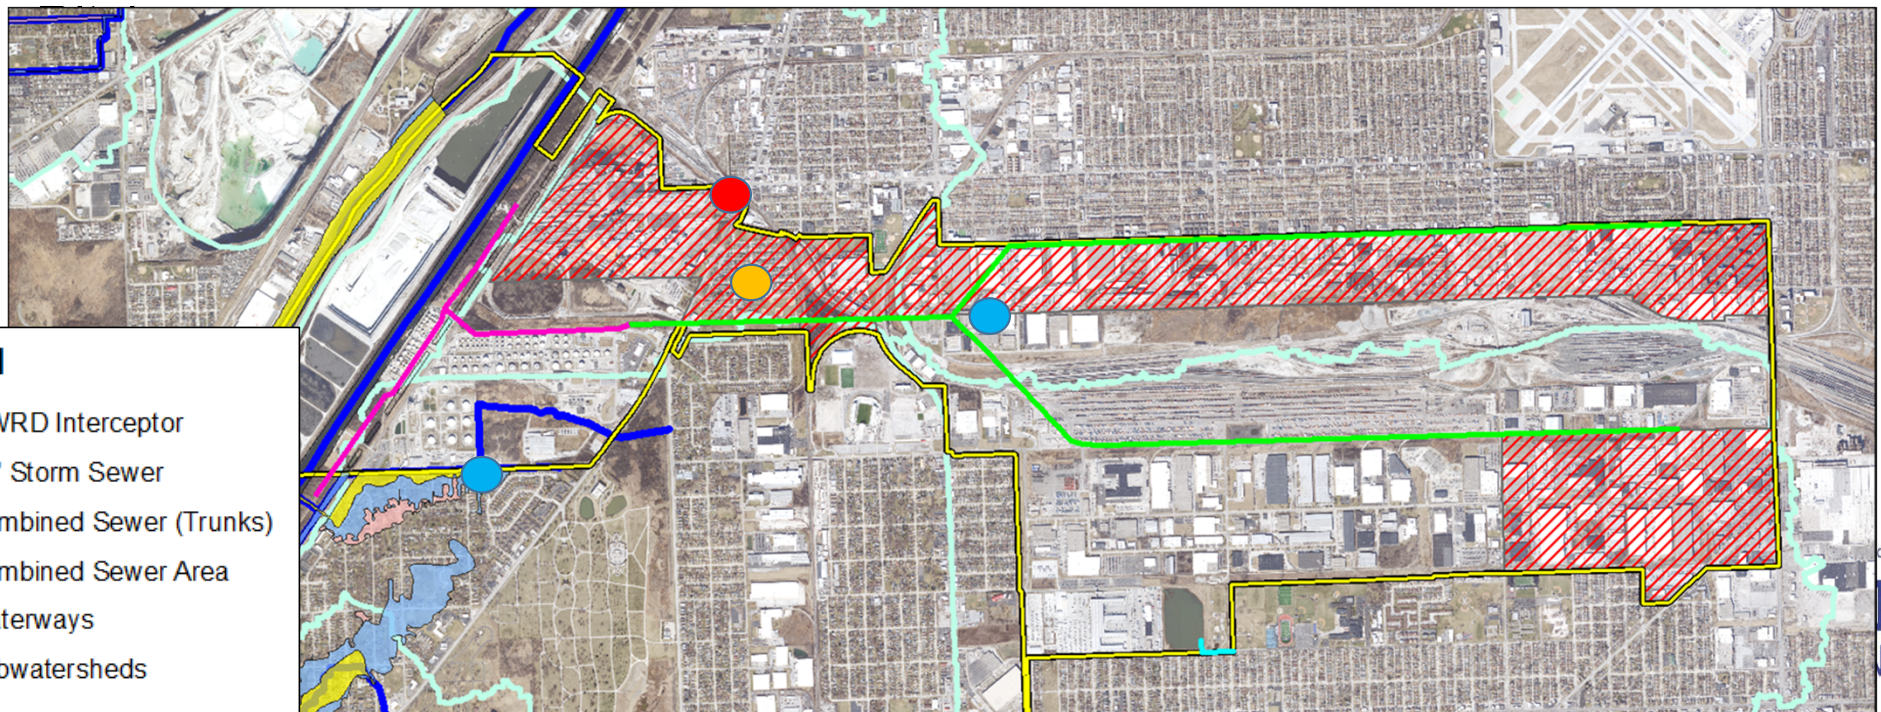 WRD Interceptor
' Storm Sewer
mbined Sewer (Trunks)
mbined Sewer Area
terways
owatersheds